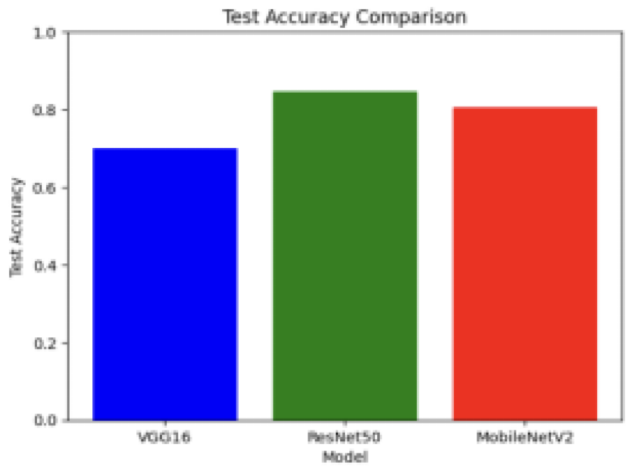 Test Accuracy Comparison
1.0
0.8
0.6
0.4
0.2
0.0
Test Accuracy
VGG16 ResNet50 MobileNetV2
Model